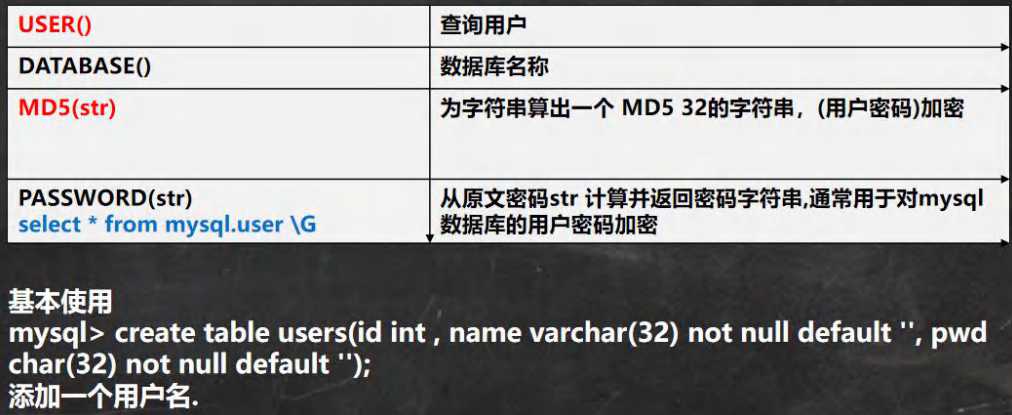 USER() 查询用户
DATABASE() 数据库名称
MD5(str) 为字符串算出一个 MD5 32的字符串，(用户密码)加密
PASSWORD(str) 从原文密码str 计算并返回密码字符串,通常用于对mysql
select * from mysql.user \G 数据库的用户密码加密
基本使用
mysql> create table users(id int , name varchar(32) not null default '', pwd
char(32) not null default '');
添加一个用户名.